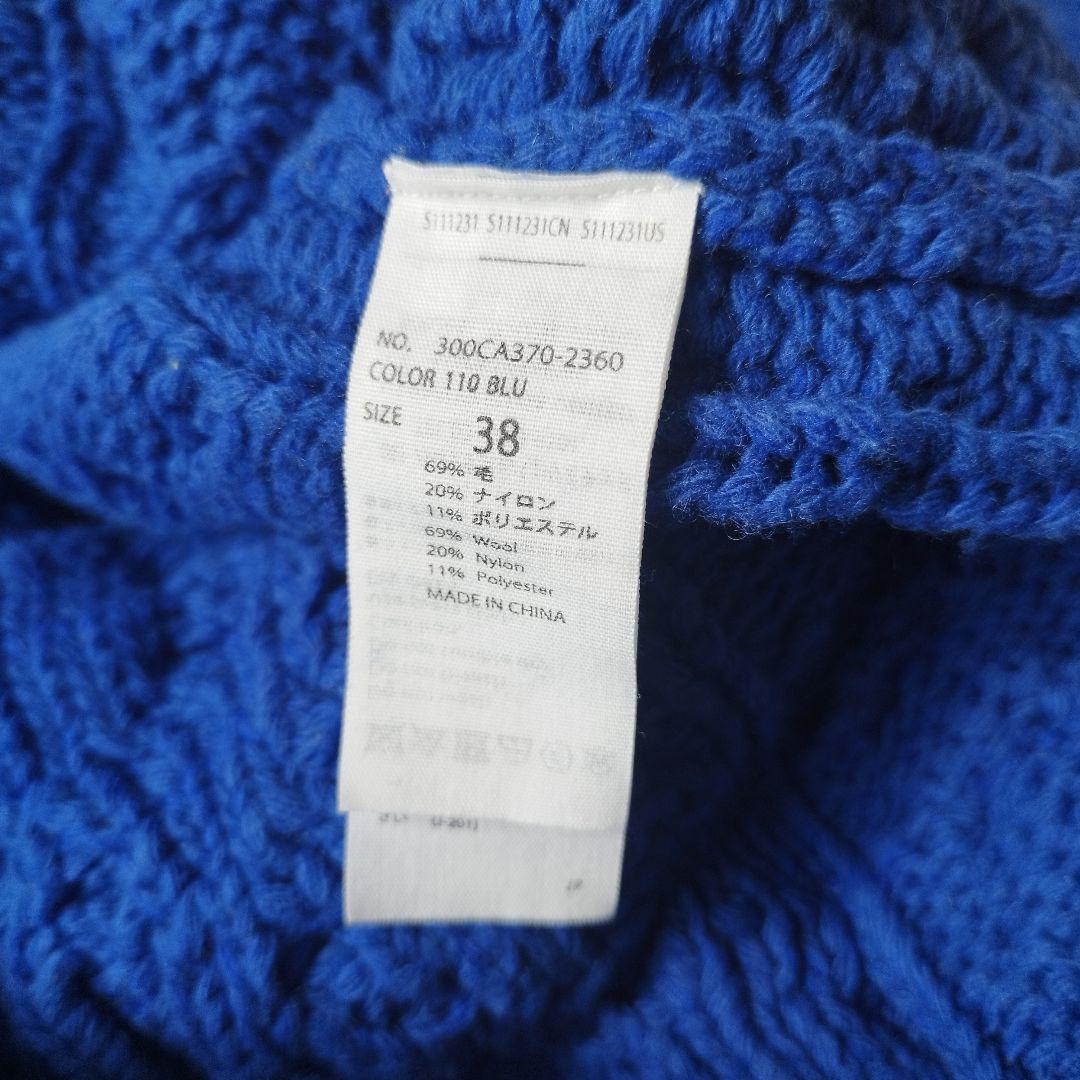 S111231 S111231CN S111231US
NO. 300CA370-2360
COLOR 110 BLU
SIZE 38
69% 毛
20% ナイロン
11% ポリエステル
69% Wool
20% Nylon
11% Polyester
MADE IN CHINA
(J-201)